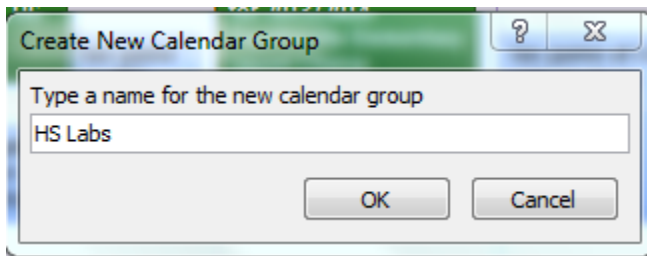 Create New Calendar Group
Type a name for the new calendar group
HS Labs
OK Cancel